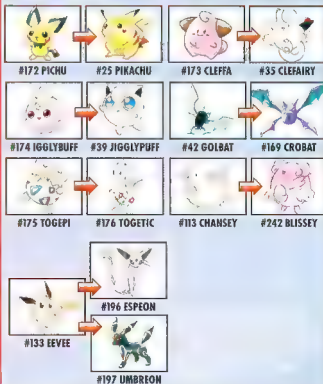 #172 PICHU #25 PIKACHU #173 CLEFFA #35 CLEFAIRY
#174 IGGLYBUFF #39 JIGGLYPUFF #42 GOLBAT #169 CROBAT
#175 TOGEPI #176 TOGETIC #113 CHANSEY #242 BLISSEY
#196 ESPEON
#133 EEVEE
#197 UMBREON